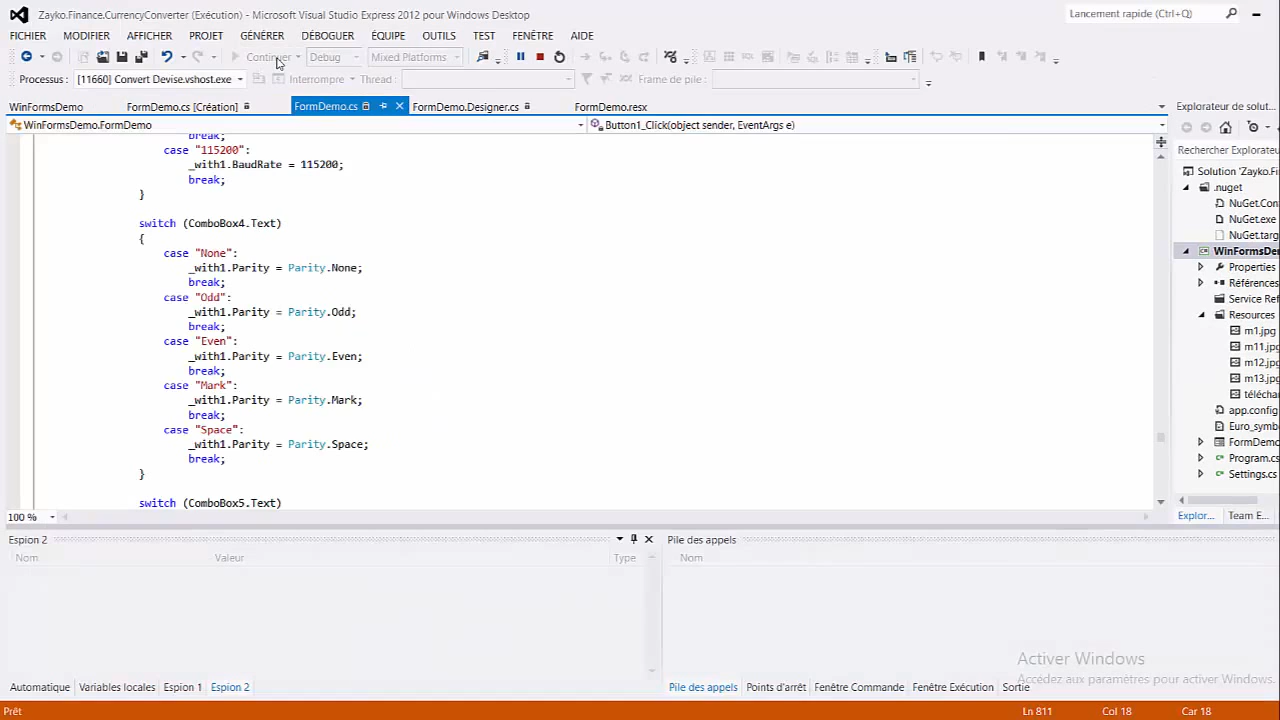 Zayko.Finance.CurrencyConverter (Exécution) - Microsoft Visual Studio Express 2012 pour Windows Desktop
Lancement rapide (Ctrl+Q)
FICHIER MODIFIER AFFICHER PROJET GÉNÉRER DÉBOGUER ÉQUIPE OUTILS TEST FENÊTRE AIDE
Continuer Debug Mixed Platforms
Processus : [11660] Convert Devise.vshost.exe Interrompre Thread : Frame de pile :
WinFormsDemo FormDemo.cs [Création] FormDemo.cs FormDemo.Designer.cs FormDemo.resx
WinFormsDemo.FormDemo Button1_Click(object sender, EventArgs e)
break;
case "115200":
_with1.BaudRate = 115200;
break;
}
switch (ComboBox4.Text)
{
case "None":
_with1.Parity = Parity.None;
break;
case "Odd":
_with1.Parity = Parity.Odd;
break;
case "Even":
_with1.Parity = Parity.Even;
break;
case "Mark":
_with1.Parity = Parity.Mark;
break;
case "Space":
_with1.Parity = Parity.Space;
break;
}
switch (ComboBox5.Text)
100 %
Explorateur de solut...
Rechercher Explorateu
Solution 'Zayko.Fi
.nuget
NuGet.Con
NuGet.exe
NuGet.targ
WinFormsDe
Properties
Références
Service Ref
Resources
m1.jpg
m11.jpg
m12.jpg
m13.jpg
téléchar
app.config
Euro_symb
FormDemo
Program.cs
Settings.cs
Explor... Team E...
Espion 2
Nom Valeur Type
Pile des appels
Nom
Activer Windows
Accédez aux paramètres pour activer Windows.
Automatique Variables locales Espion 1 Espion 2
Pile des appels Points d'arrêt Fenêtre Commande Fenêtre Exécution Sortie
Prêt Ln 811 Col 18 Car 18